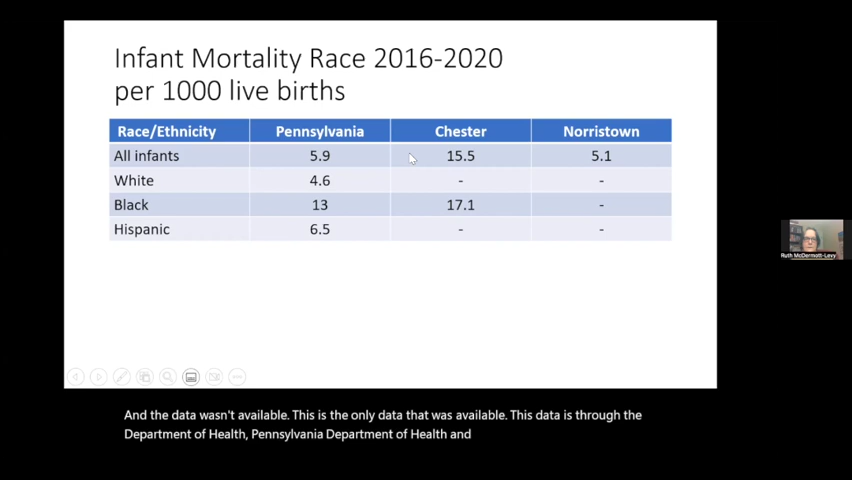 Infant Mortality Race 2016-2020
per 1000 live births
Race/Ethnicity Pennsylvania Chester Norristown
All infants 5.9 15.5 5.1
White 4.6 - -
Black 13 17.1 -
Hispanic 6.5 - -
Ruth McDermott-Levy
And the data wasn't available. This is the only data that was available. This data is through the
Department of Health, Pennsylvania Department of Health and